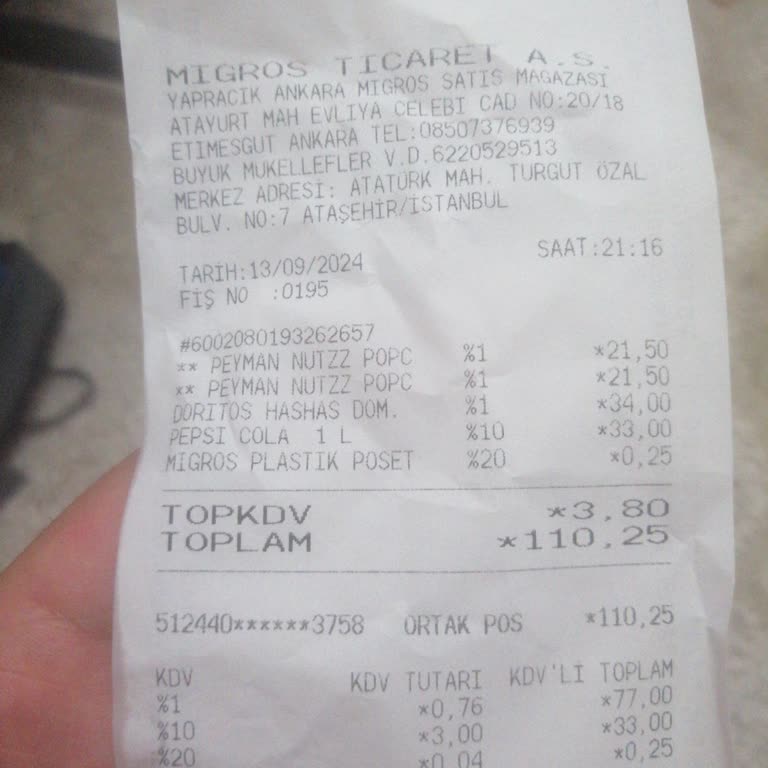 MIGROS TICARET A.S.
YAPRACIK ANKARA MIGROS SATIS MAGAZASI
ATAYURT MAH EVLIYA CELEBI CAD NO:20/18
ETIMESGUT ANKARA TEL:08507376939
BUYUK MUKELLEFLER V.D.6220529513
MERKEZ ADRESİ: ATATÜRK MAH. TURGUT ÖZAL
BULV. NO:7 ATAŞEHİR/İSTANBUL
TARİH:13/09/2024 SAAT:21:16
FİŞ NO :0195
#6002080193262657
** PEYMAN NUTZZ POPC %1 *21,50
** PEYMAN NUTZZ POPC %1 *21,50
DORITOS HASHAS DOM. %1 *34,00
PEPSI COLA 1 L %10 *33,00
MIGROS PLASTIK POSET %20 *0,25
TOPKDV *3,80
TOPLAM *110,25
512440******3758 ORTAK POS *110,25
KDV KDV TUTARI KDV'Lİ TOPLAM
%1 *0,76 *77,00
%10 *3,00 *33,00
%20 *0,04 *0,25